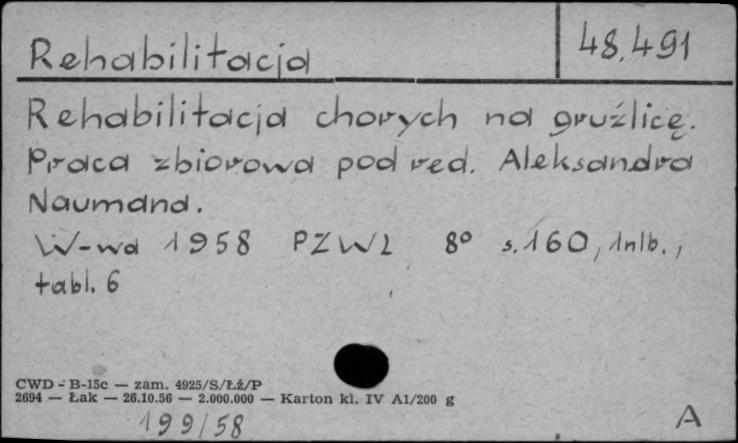 Rehabilitacja
48.491
Rehabilitacja chorych na gruźlicę.
Praca zbiorowa pod red. Aleksandra
Naumana.
W-wa 1958 PZWL 8° s.160, 1nlb.,
tabl. 6
CWD - B-15c — zam. 4925/S/Łź/P
2694 — Łak — 26.10.56 — 2.000.000 — Karton kl. IV A1/200 g
199/58
A